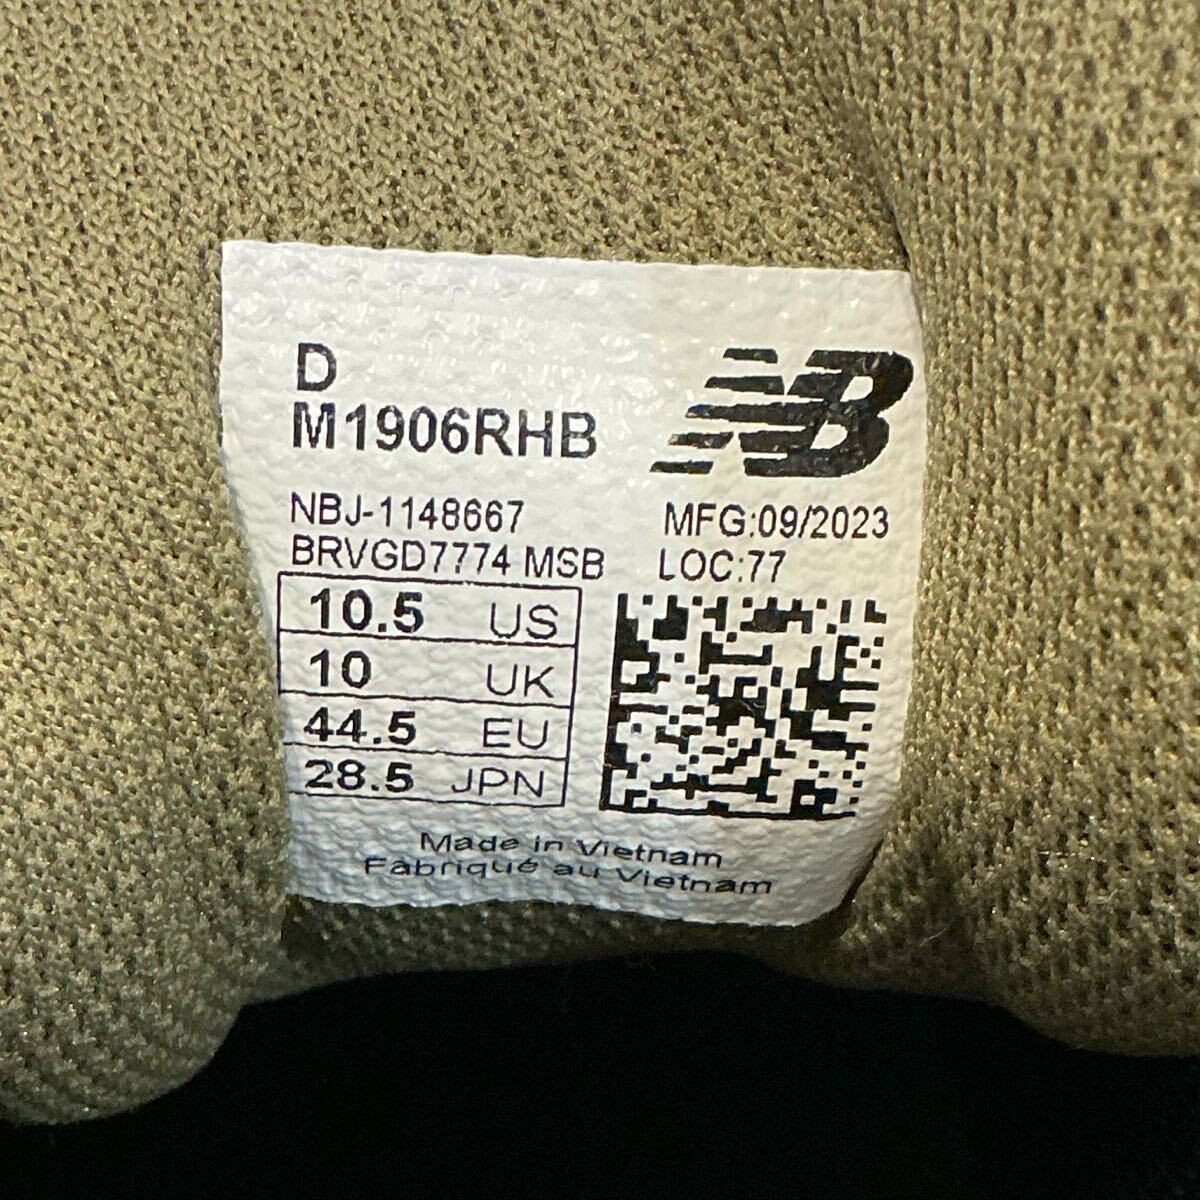 D
M1906RHB
NB
NBJ-1148667
MFG:09/2023
BRVGD7774 MSB
LOC:77
10.5 US
10 UK
44.5 EU
28.5 JPN
Made in Vietnam
Fabriqué au Vietnam